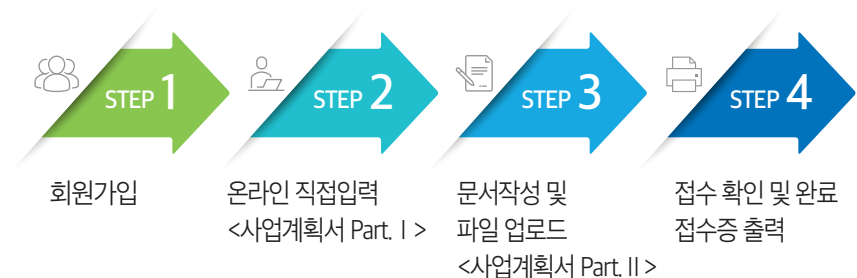 STEP 1
STEP 2
STEP 3
STEP 4
회원가입
온라인 직접입력
<사업계획서 Part. I >
문서작성 및
파일 업로드
<사업계획서 Part. II >
접수 확인 및 완료
접수증 출력